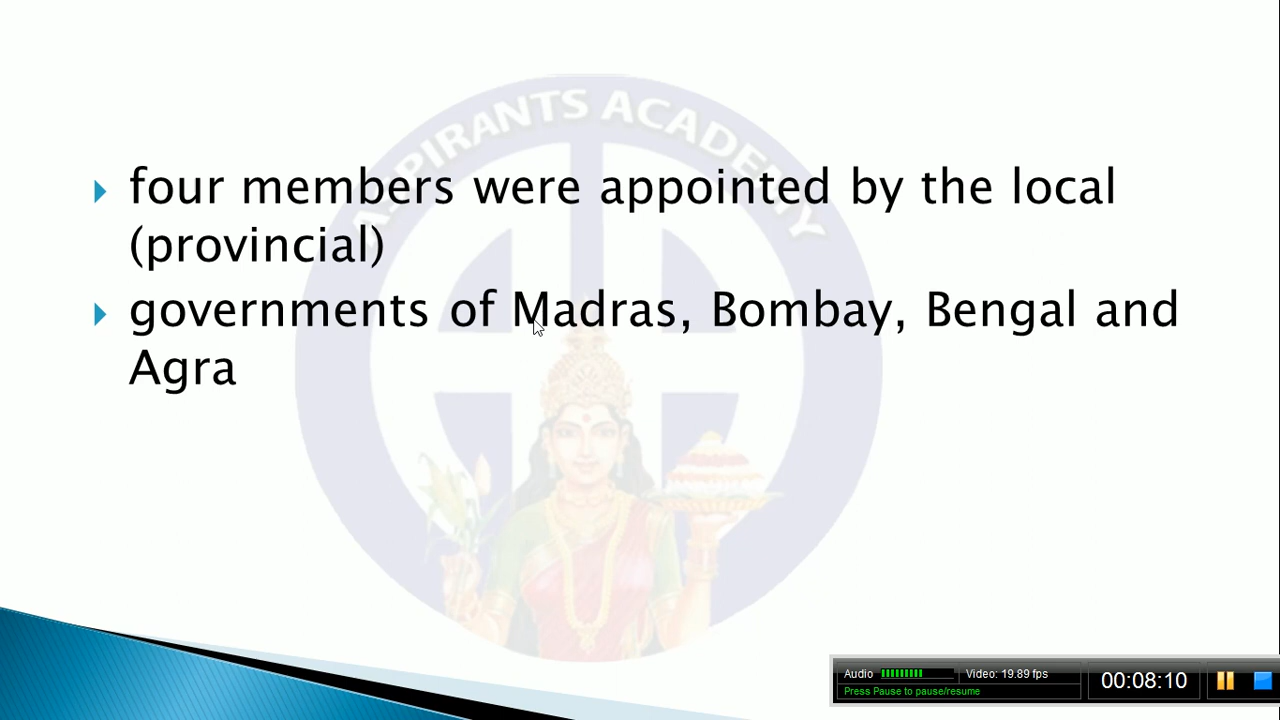 ASPIRANTS ACADEMY
four members were appointed by the local
(provincial)
governments of Madras, Bombay, Bengal and
Agra
Audio
Video: 19.89 fps
00:08:10
Press Pause to pause/resume